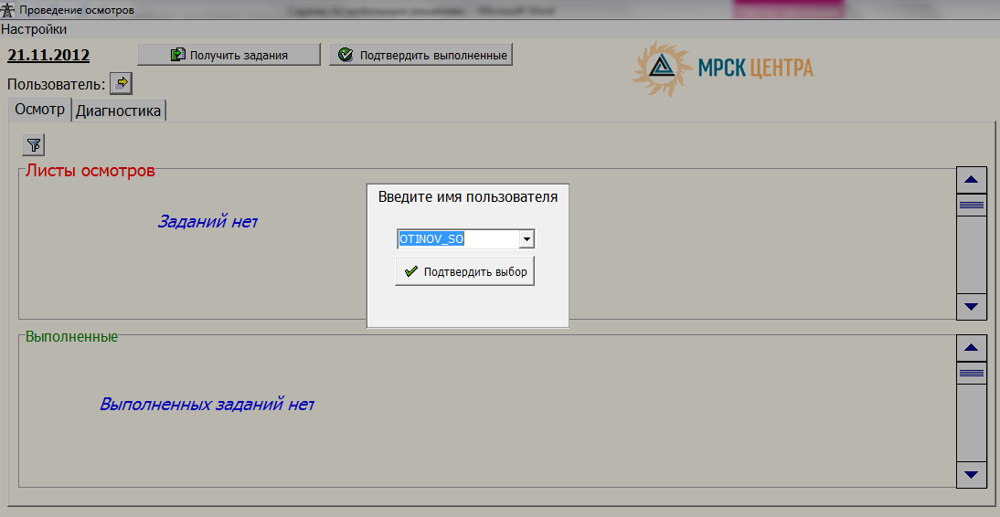 Проведение осмотров
Настройки
21.11.2012
Получить задания
Подтвердить выполненные
МРСК ЦЕНТРА
Пользователь:
Осмотр
Диагностика
Листы осмотров
Заданий нет
Введите имя пользователя
OTINOV_SO
Подтвердить выбор
Выполненные
Выполненных заданий нет